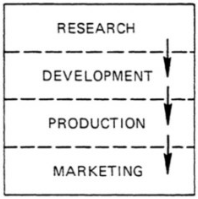 RESEARCH
DEVELOPMENT
PRODUCTION
MARKETING